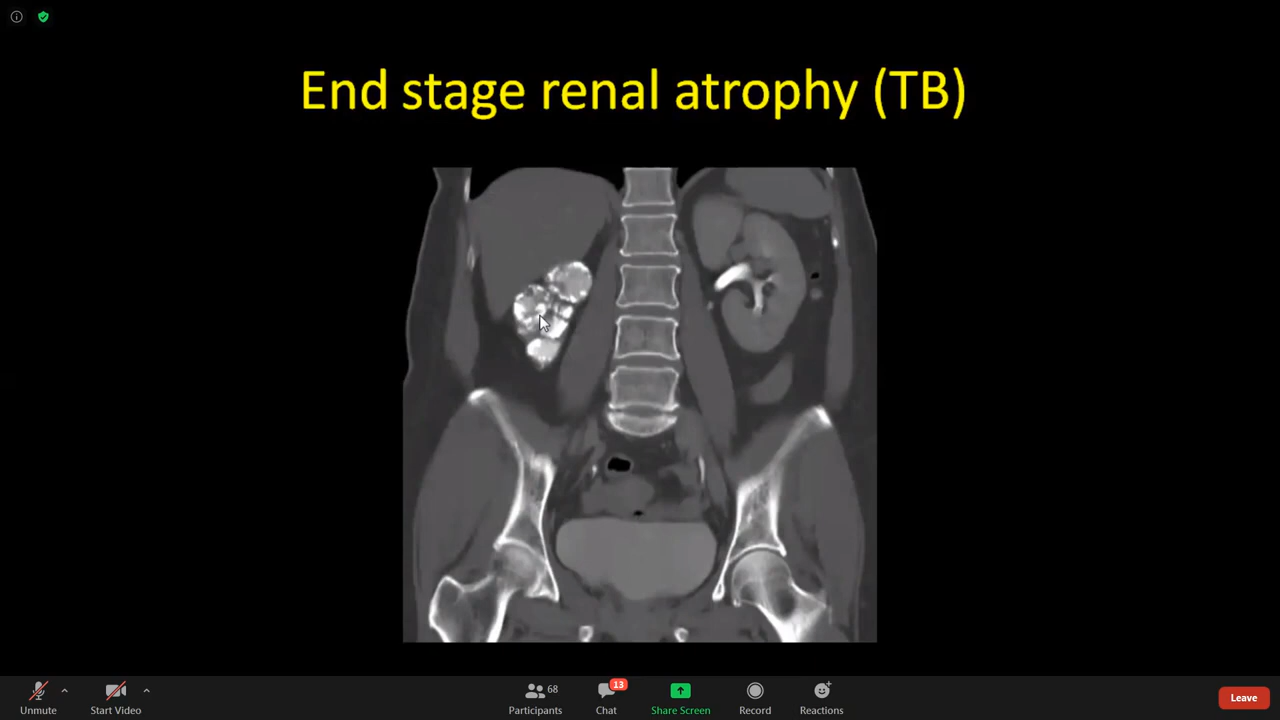 End stage renal atrophy (TB)
68
13
Unmute
Start Video
Participants
Chat
Share Screen
Record
Reactions
Leave